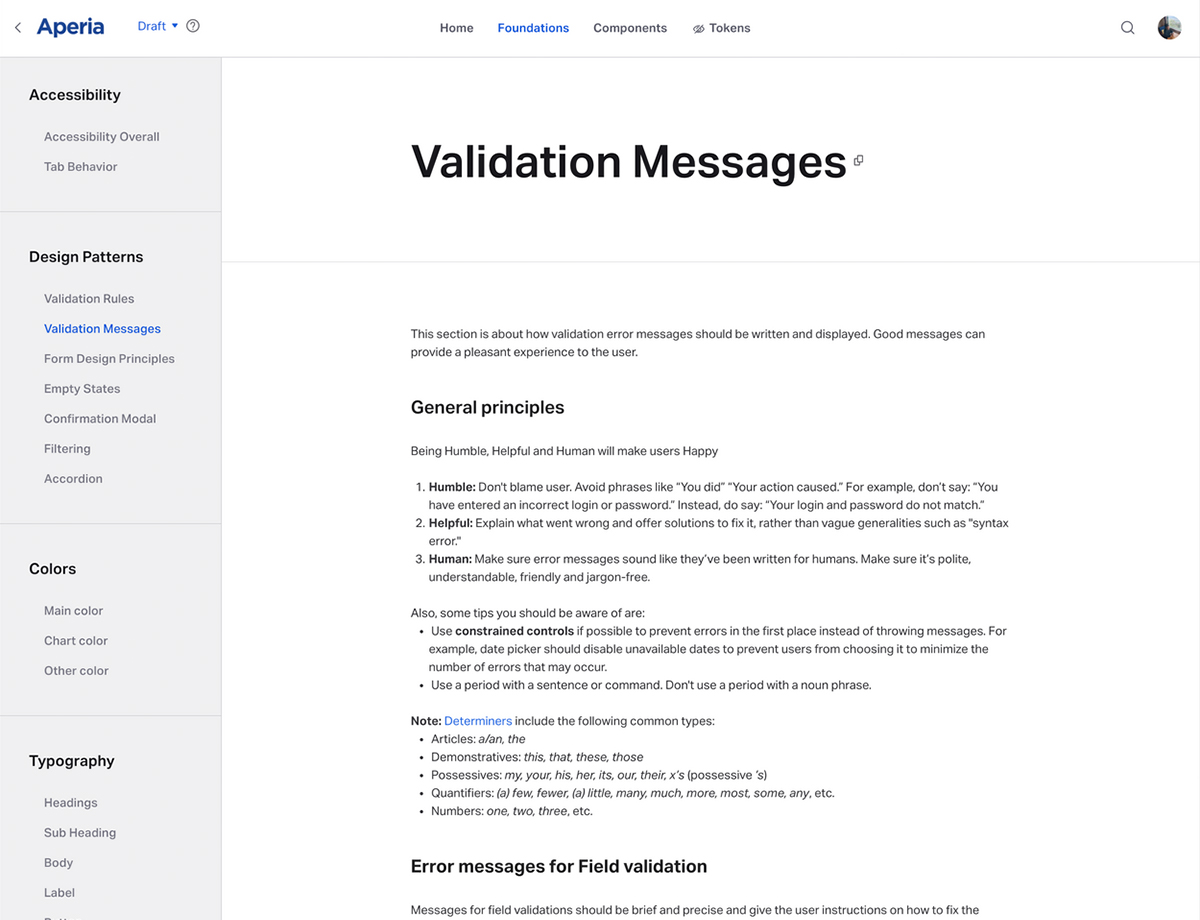 Aperia
Draft
Home
Foundations
Components
Tokens
Accessibility
Accessibility Overall
Tab Behavior
Design Patterns
Validation Rules
Validation Messages
Form Design Principles
Empty States
Confirmation Modal
Filtering
Accordion
Colors
Main color
Chart color
Other color
Typography
Headings
Sub Heading
Body
Label
Validation Messages
This section is about how validation error messages should be written and displayed. Good messages can
provide a pleasant experience to the user.
General principles
Being Humble, Helpful and Human will make users Happy
1. Humble: Don't blame user. Avoid phrases like “You did” “Your action caused.” For example, don’t say: “You
have entered an incorrect login or password.” Instead, do say: “Your login and password do not match.”
2. Helpful: Explain what went wrong and offer solutions to fix it, rather than vague generalities such as "syntax
error."
3. Human: Make sure error messages sound like they’ve been written for humans. Make sure it’s polite,
understandable, friendly and jargon-free.
Also, some tips you should be aware of are:
• Use constrained controls if possible to prevent errors in the first place instead of throwing messages. For
example, date picker should disable unavailable dates to prevent users from choosing it to minimize the
number of errors that may occur.
• Use a period with a sentence or command. Don't use a period with a noun phrase.
Note: Determiners include the following common types:
• Articles: a/an, the
• Demonstratives: this, that, these, those
• Possessives: my, your, his, her, its, our, their, x’s (possessive ’s)
• Quantifiers: (a) few, fewer, (a) little, many, much, more, most, some, any, etc.
• Numbers: one, two, three, etc.
Error messages for Field validation
Messages for field validations should be brief and precise and give the user instructions on how to fix the